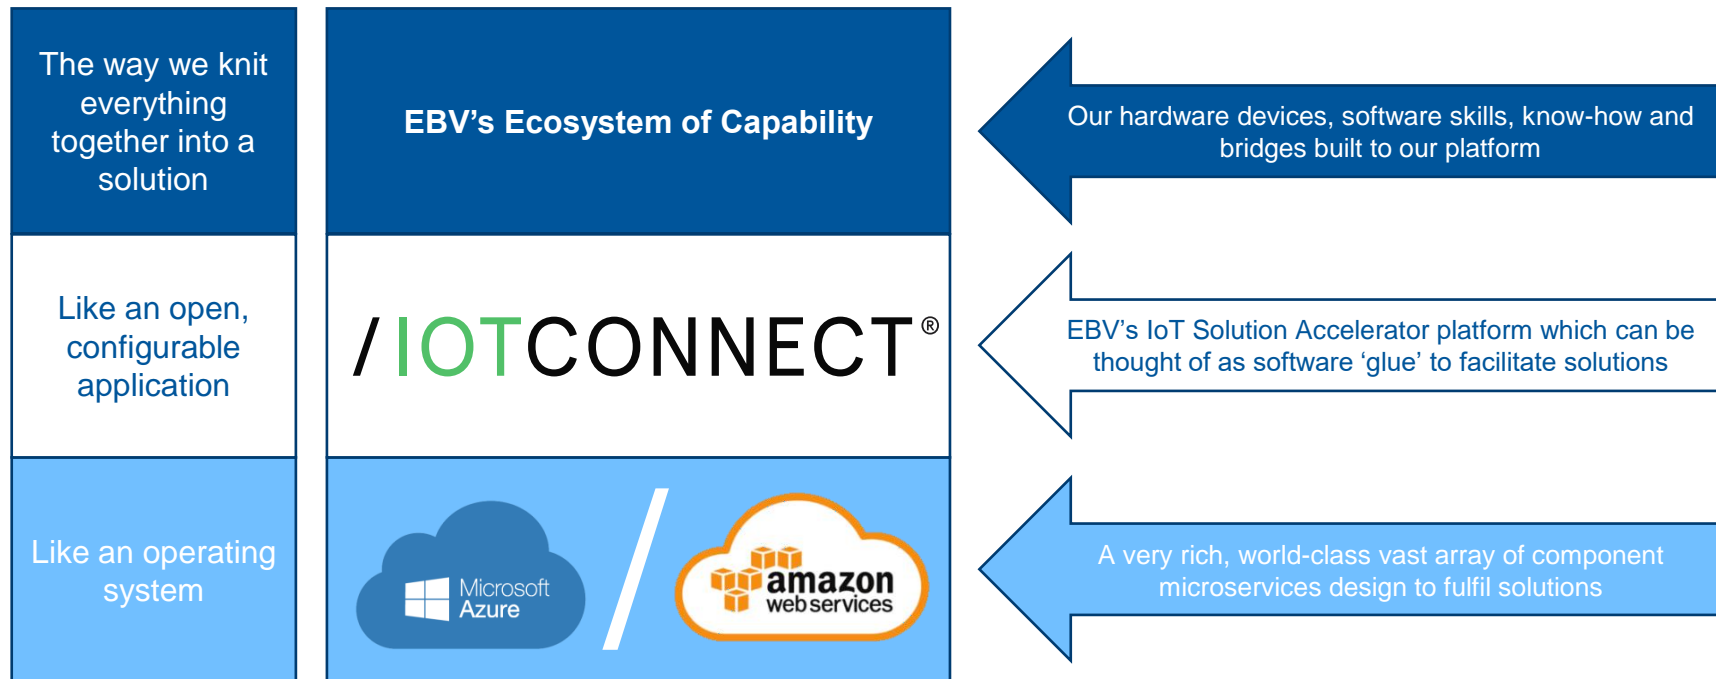 The way we knit
everything
together into a
solution
EBV's Ecosystem of Capability
Our hardware devices, software skills, know-how and
bridges built to our platform
Like an open,
configurable
application
/IOTCONNECT®
EBV's IoT Solution Accelerator platform which can be
thought of as software ‘glue’ to facilitate solutions
Like an operating
system
Microsoft
Azure
/
amazon
web services
A very rich, world-class vast array of component
microservices design to fulfil solutions